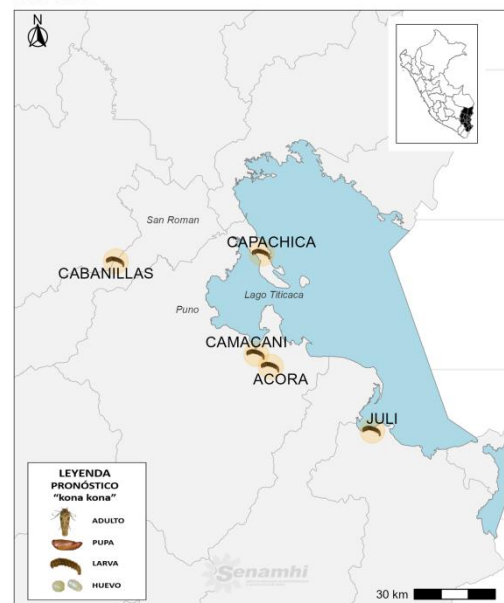 N
San Roman
CAPACHICA
CABANILLAS
Lago Titicaca
Puno
CAMACANI
ACORA
JULI
LEYENDA
PRONÓSTICO
"kona kona"
ADULTO
PUPA
LARVA
HUEVO
Senamhi
30 km